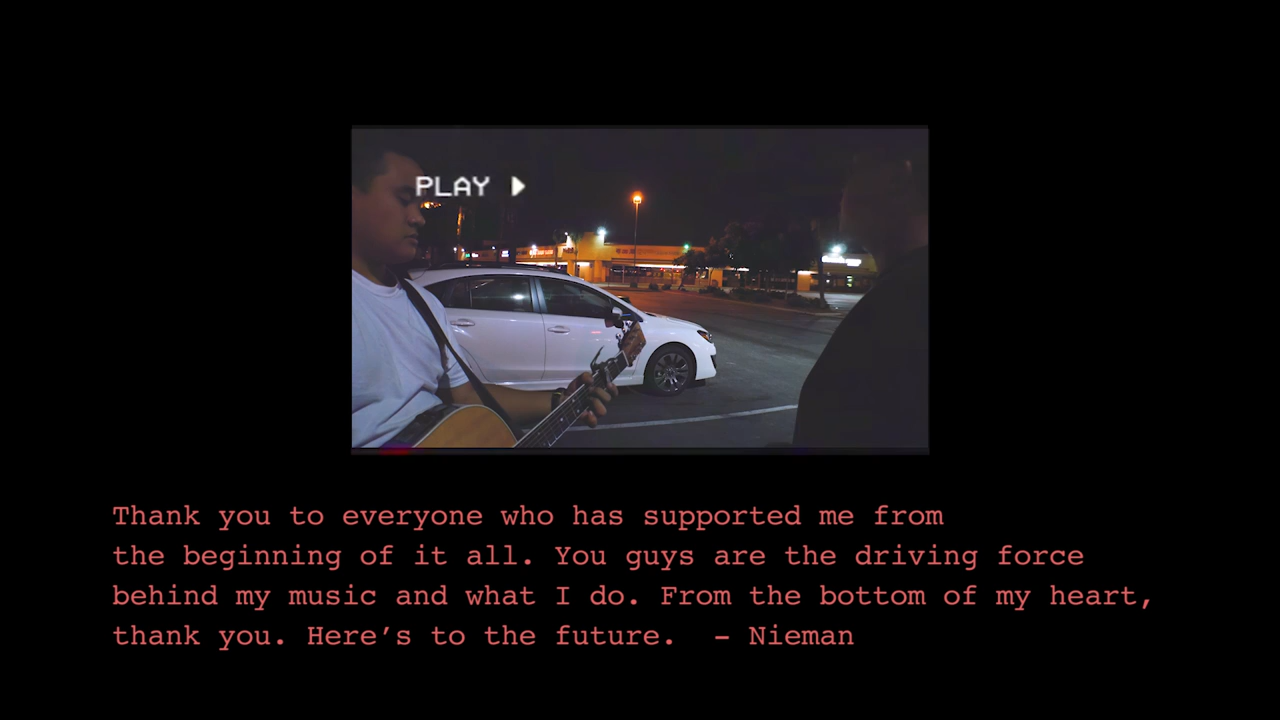 PLAY
Thank you to everyone who has supported me from
the beginning of it all. You guys are the driving force
behind my music and what I do. From the bottom of my heart,
thank you. Here’s to the future.  – Nieman